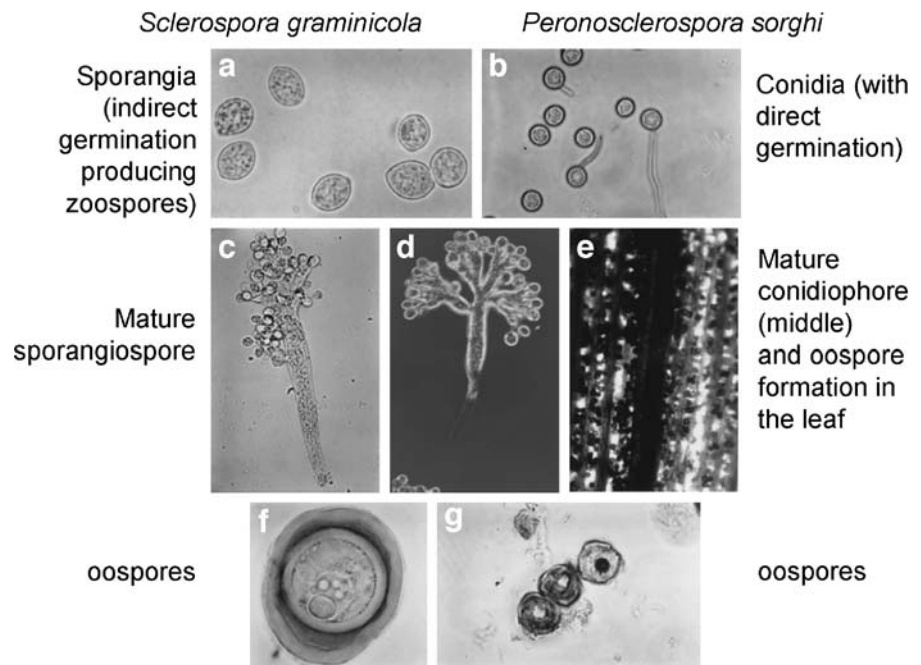 Sclerospora graminicola
Peronosclerospora sorghi
Sporangia
(indirect
germination
producing
zoospores)
a
b
Conidia (with
direct
germination)
Mature
sporangiospore
c
d
e
Mature
conidiophore
(middle)
and oospore
formation in
the leaf
oospores
f
g
oospores